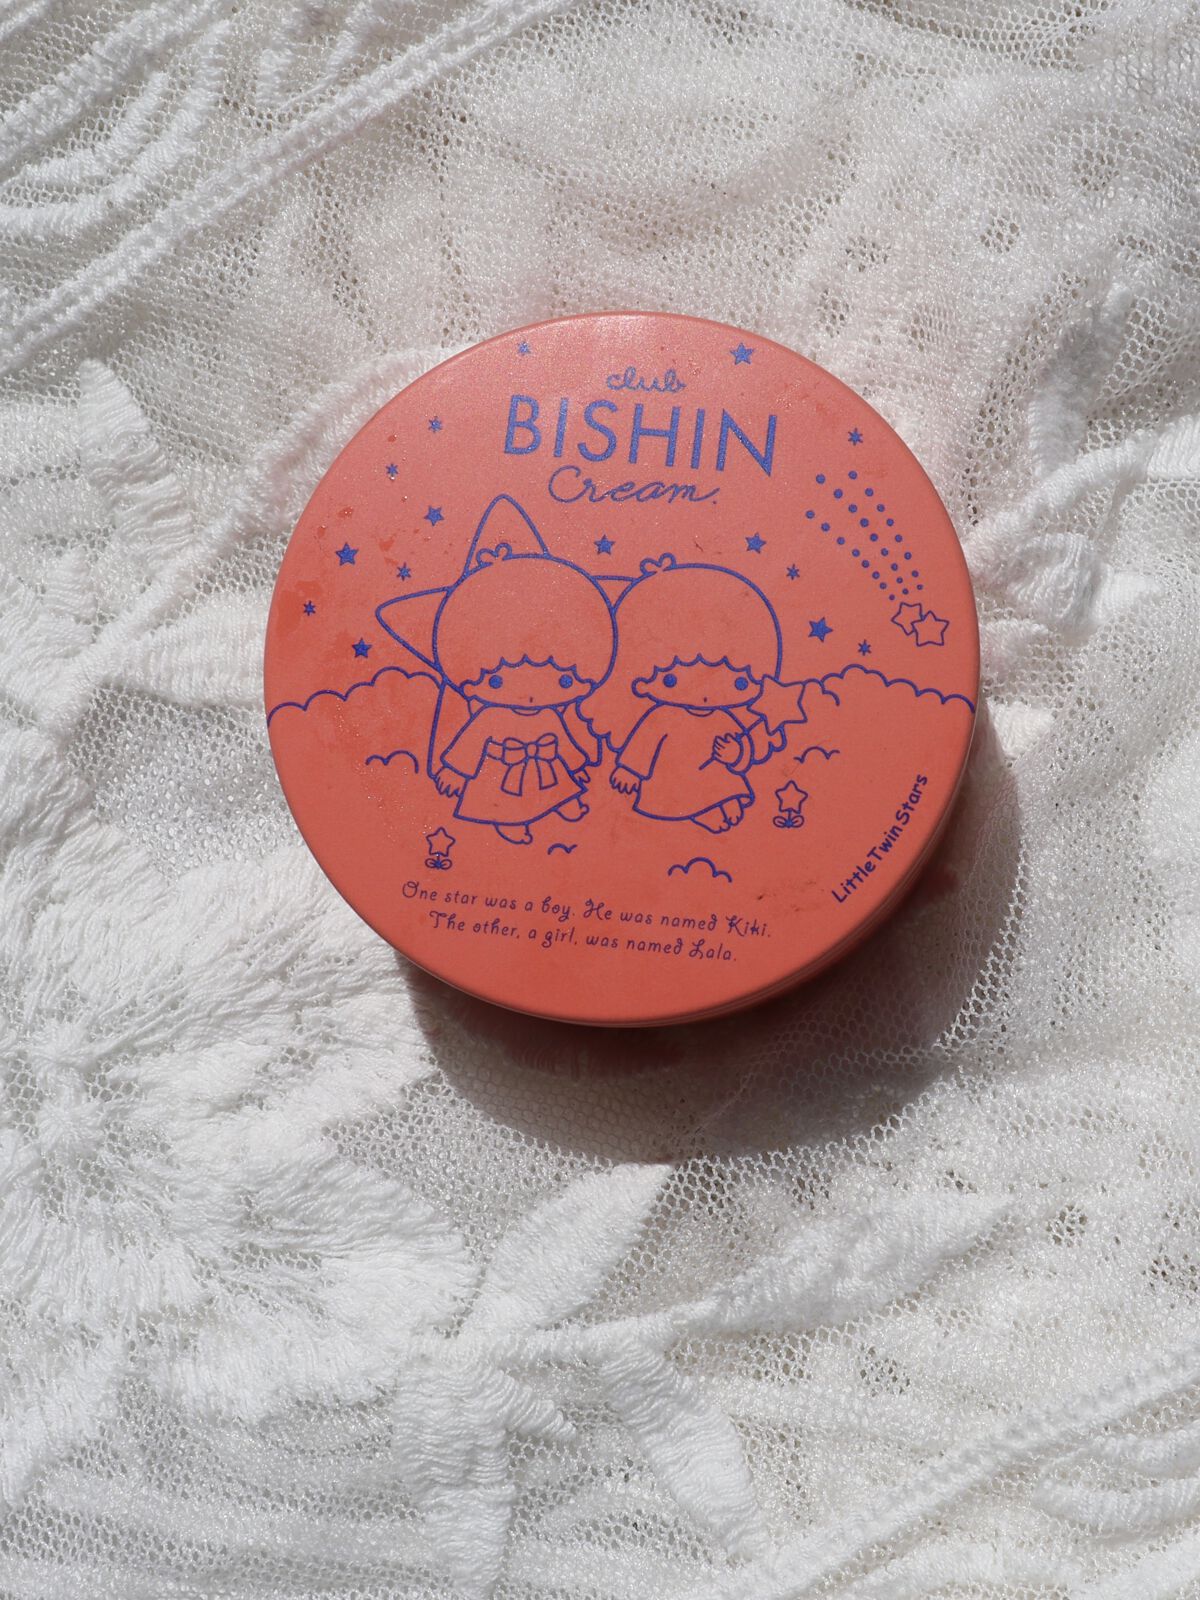 club
BISHIN
Cream.
Little Twin Stars
One star was a boy. He was named Kiki.
The other, a girl, was named Lala.